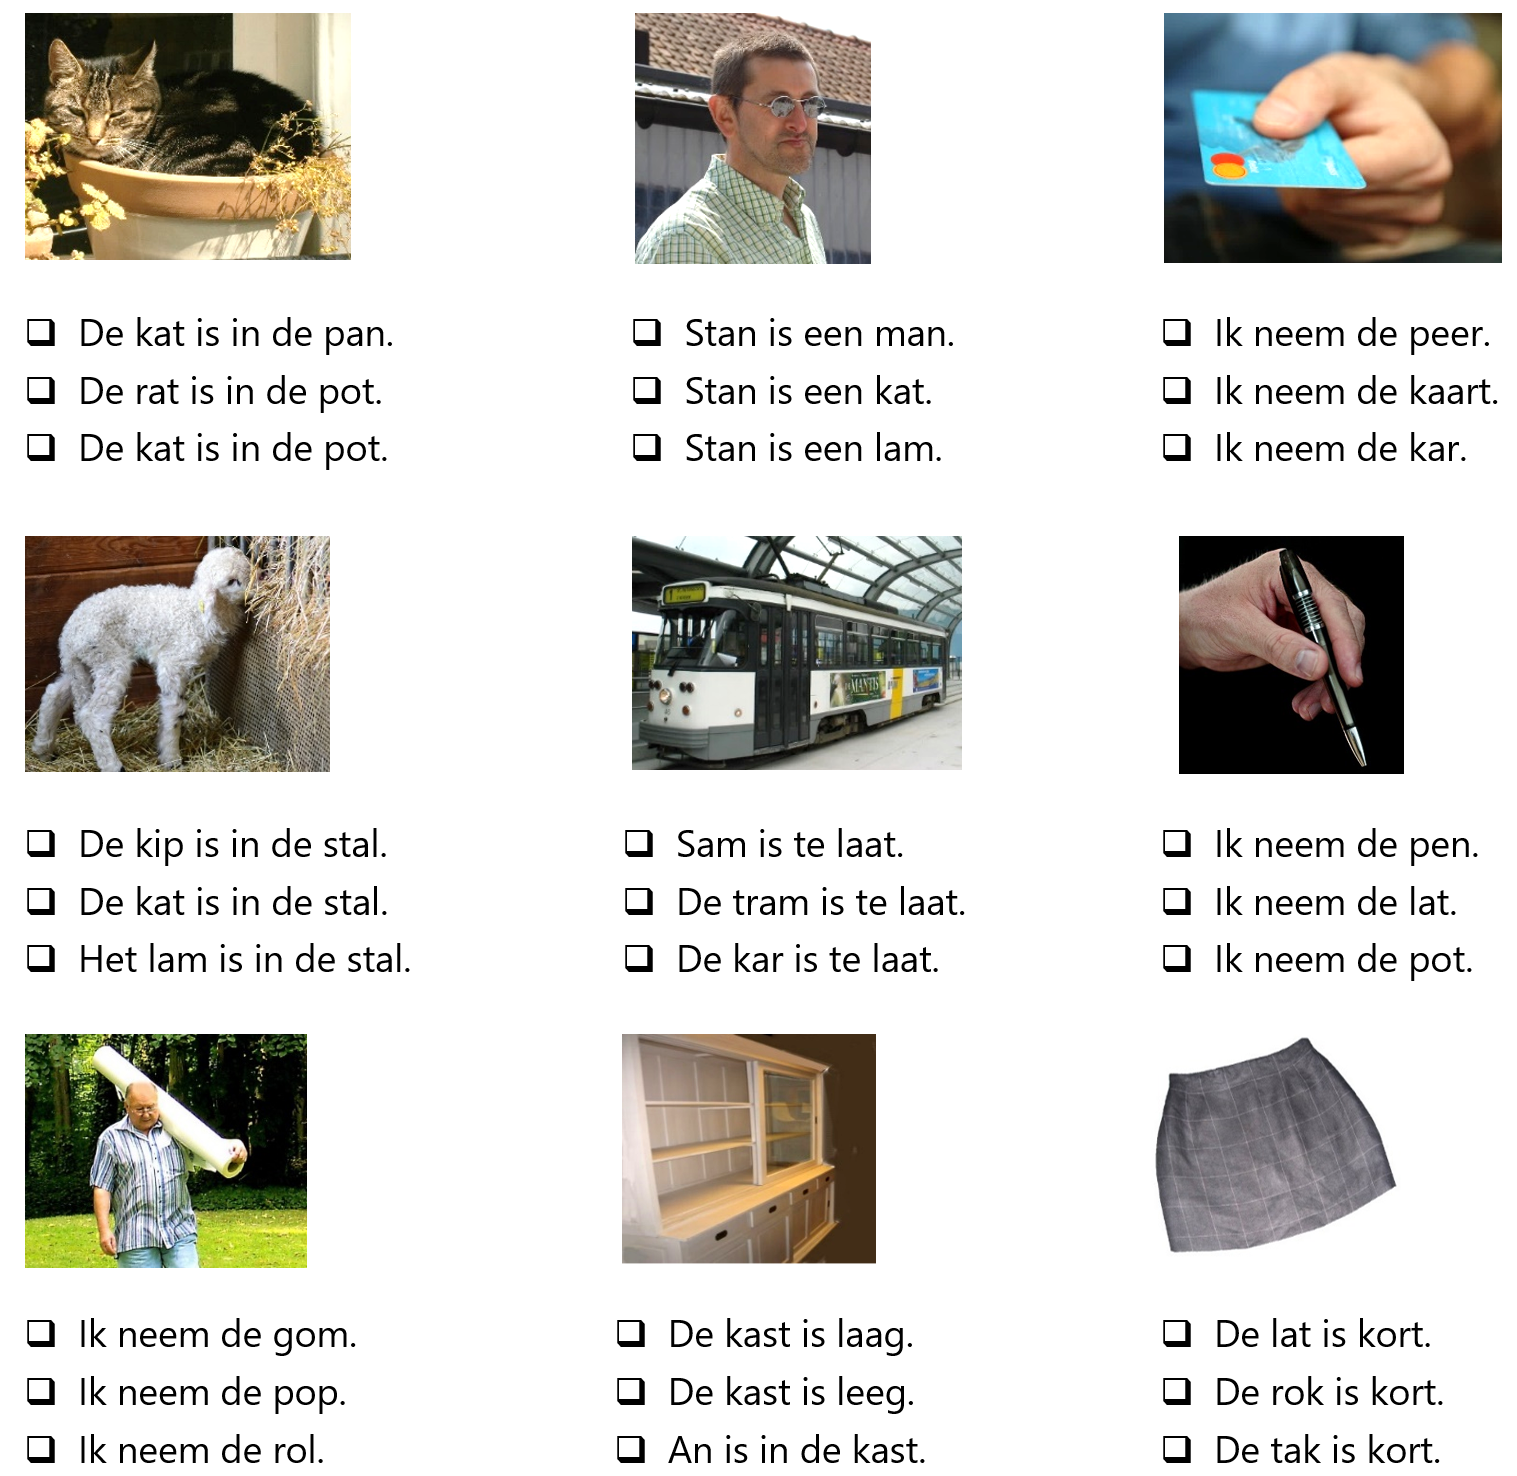 De kat is in de pan.
De rat is in de pot.
De kat is in de pot.
Stan is een man.
Stan is een kat.
Stan is een lam.
Ik neem de peer.
Ik neem de kaart.
Ik neem de kar.
1
MANTIS
De kip is in de stal.
De kat is in de stal.
Het lam is in de stal.
Sam is te laat.
De tram is te laat.
De kar is te laat.
Ik neem de pen.
Ik neem de lat.
Ik neem de pot.
Ik neem de gom.
Ik neem de pop.
Ik neem de rol.
De kast is laag.
De kast is leeg.
An is in de kast.
De lat is kort.
De rok is kort.
De tak is kort.